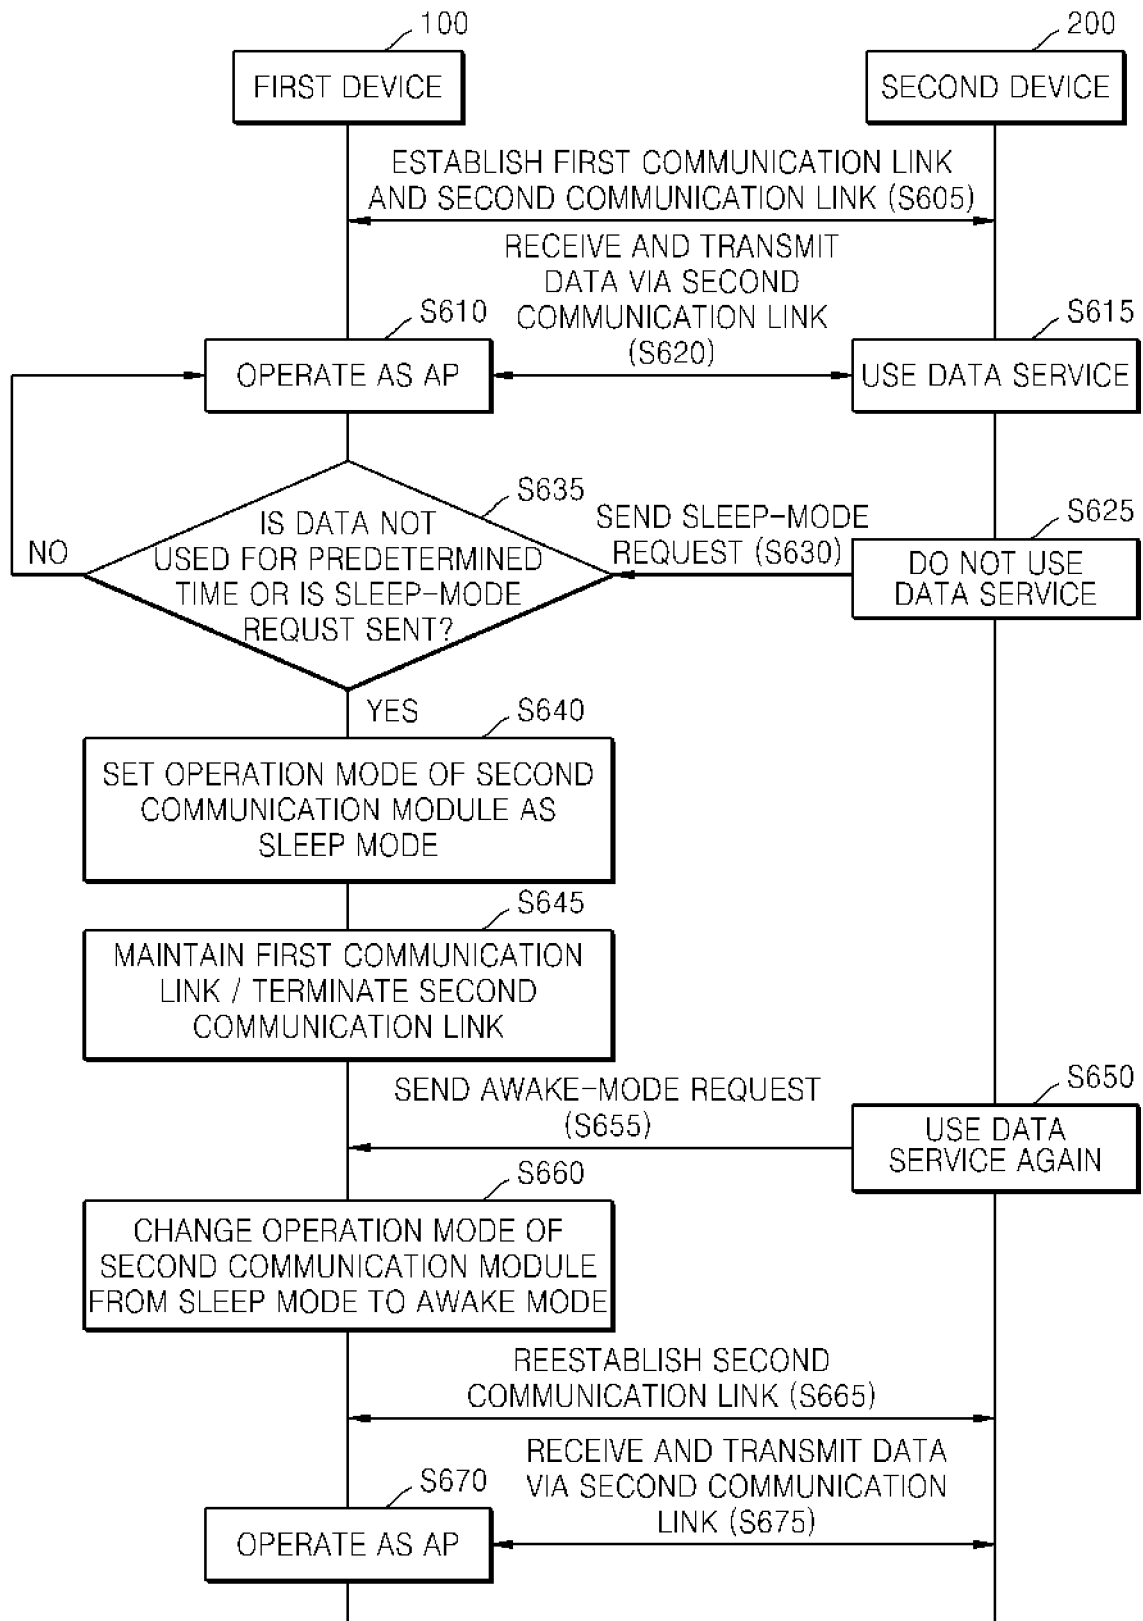 100
200
FIRST DEVICE
SECOND DEVICE
ESTABLISH FIRST COMMUNICATION LINK
AND SECOND COMMUNICATION LINK (S605)
RECEIVE AND TRANSMIT
DATA VIA SECOND
COMMUNICATION LINK
(S620)
S610
S615
OPERATE AS AP
USE DATA SERVICE
S635
IS DATA NOT
USED FOR PREDETERMINED
TIME OR IS SLEEP-MODE
REQUST SENT?
NO
SEND SLEEP-MODE
REQUEST (S630)
S625
DO NOT USE
DATA SERVICE
YES
S640
SET OPERATION MODE OF SECOND
COMMUNICATION MODULE AS
SLEEP MODE
S645
MAINTAIN FIRST COMMUNICATION
LINK / TERMINATE SECOND
COMMUNICATION LINK
SEND AWAKE-MODE REQUEST
(S655)
S650
USE DATA
SERVICE AGAIN
S660
CHANGE OPERATION MODE OF
SECOND COMMUNICATION MODULE
FROM SLEEP MODE TO AWAKE MODE
REESTABLISH SECOND
COMMUNICATION LINK (S665)
RECEIVE AND TRANSMIT DATA
VIA SECOND COMMUNICATION
LINK (S675)
S670
OPERATE AS AP